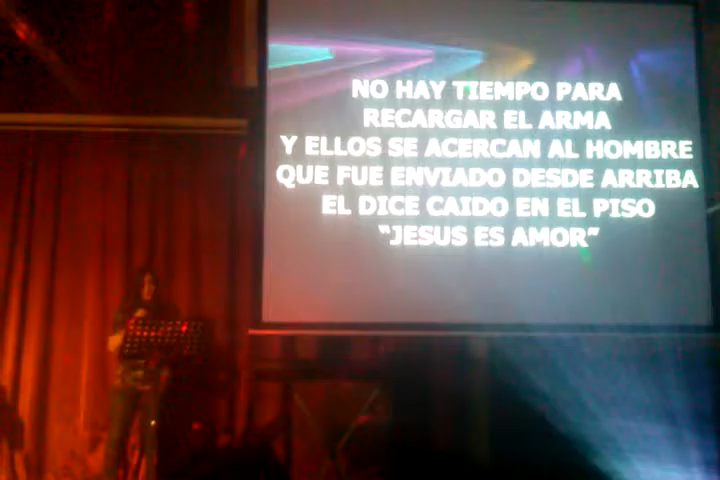 NO HAY TIEMPO PARA
RECARGAR EL ARMA
Y ELLOS SE ACERCAN AL HOMBRE
QUE FUE ENVIADO DESDE ARRIBA
EL DICE CAIDO EN EL PISO
“JESUS ES AMOR”